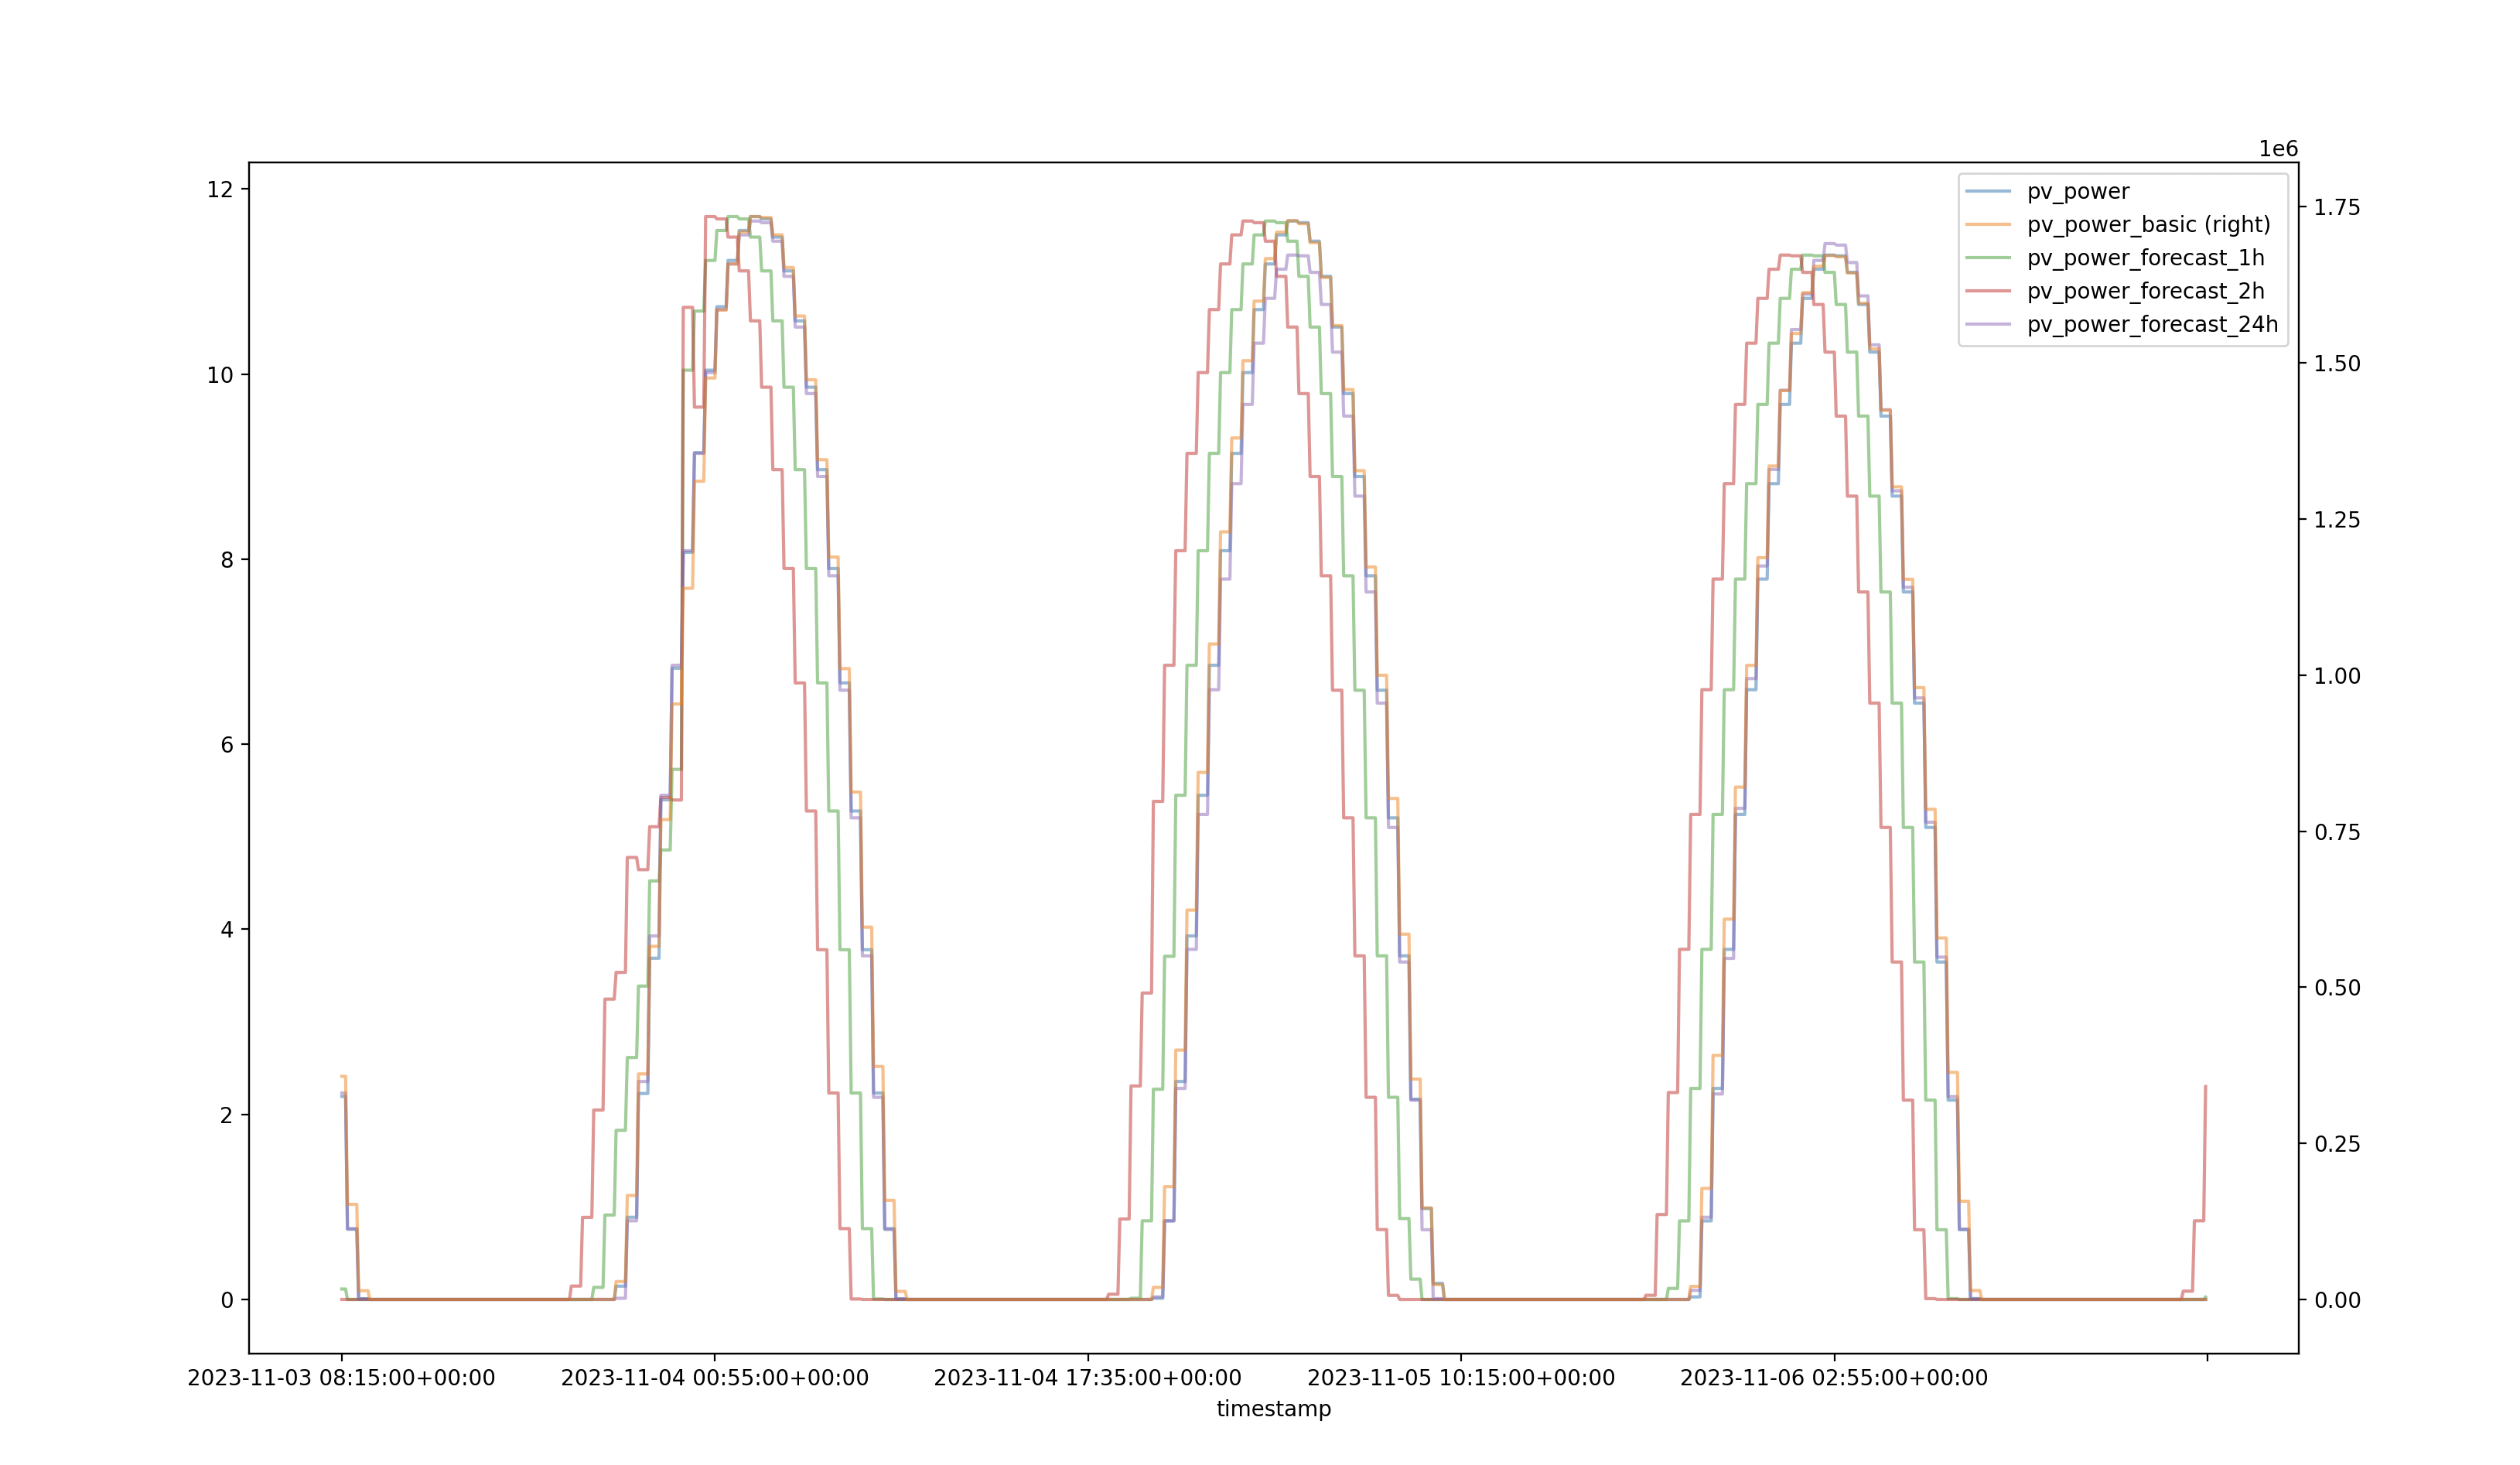 1e6
12
10
8
6
4
2
0
1.75
1.50
1.25
1.00
0.75
0.50
0.25
0.00
pv_power
pv_power_basic (right)
pv_power_forecast_1h
pv_power_forecast_2h
pv_power_forecast_24h
2023-11-03 08:15:00+00:00
2023-11-04 00:55:00+00:00
2023-11-04 17:35:00+00:00
2023-11-05 10:15:00+00:00
2023-11-06 02:55:00+00:00
timestamp